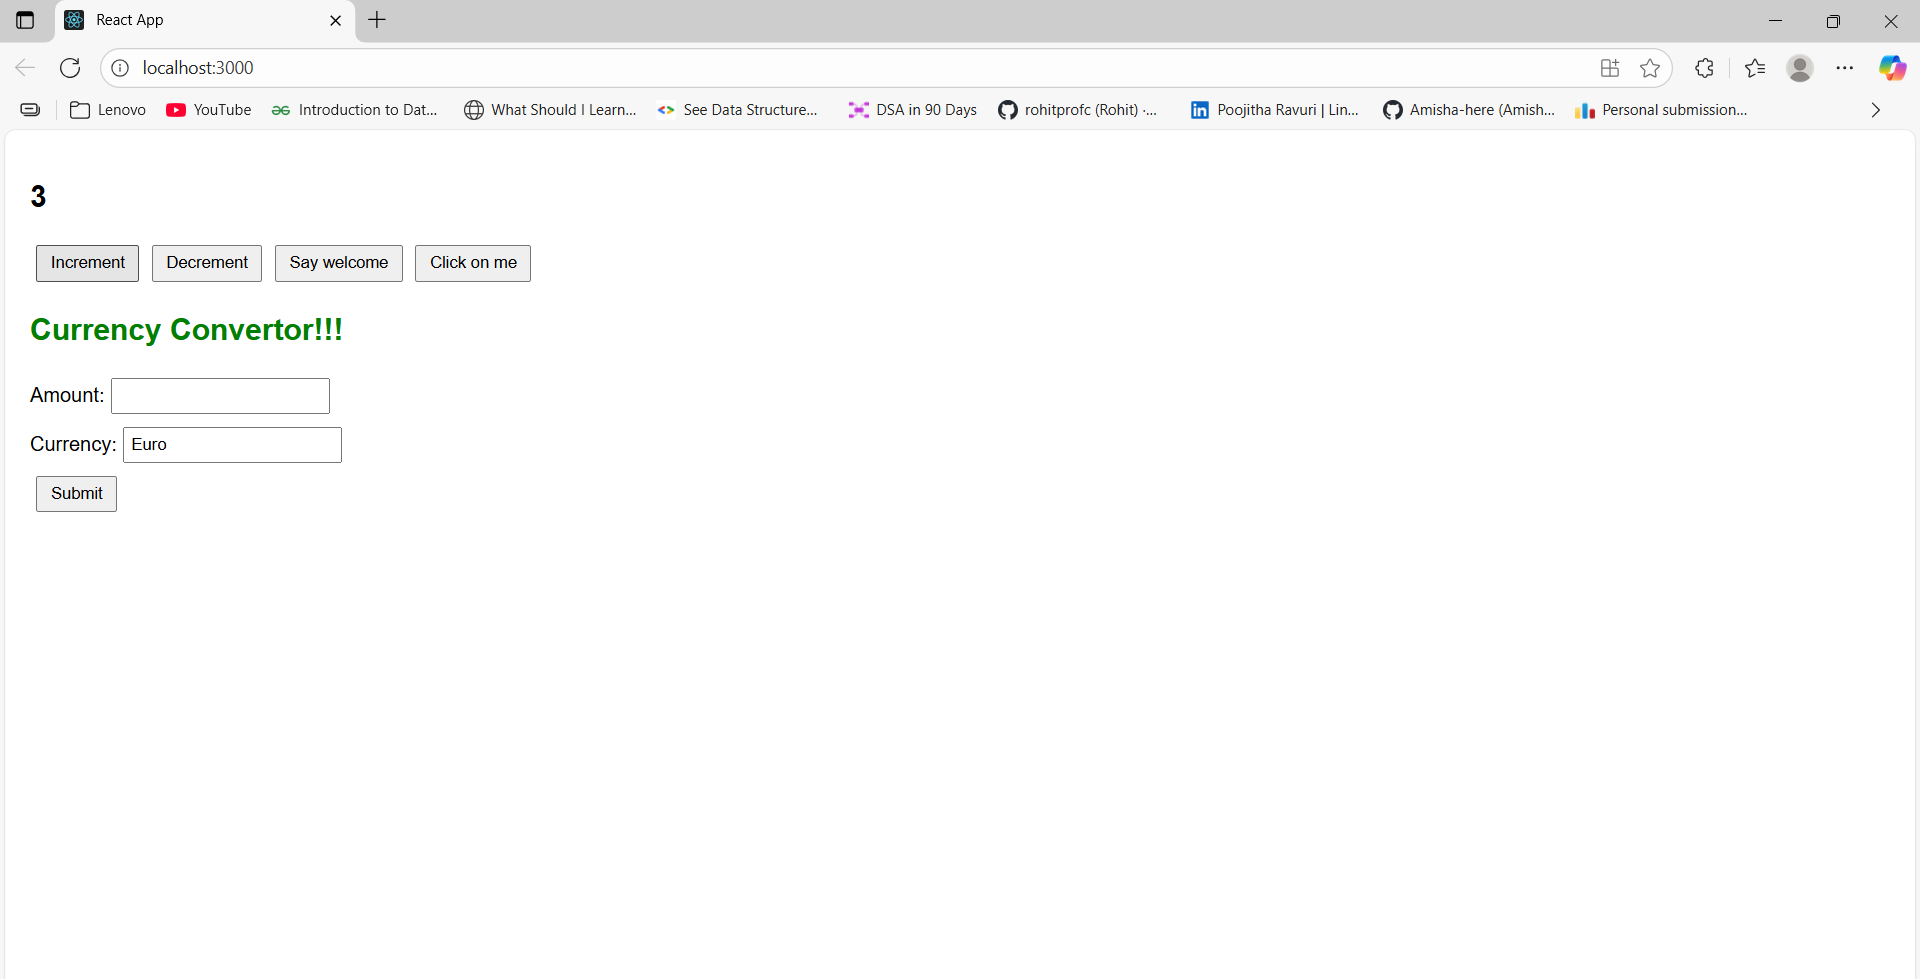 React App
localhost:3000
Lenovo YouTube Introduction to Dat... What Should I Learn... See Data Structure... DSA in 90 Days rohitprofc (Rohit) ·... Poojitha Ravuri | Lin... Amisha-here (Amish... Personal submission...
3
Increment Decrement Say welcome Click on me
Currency Convertor!!!
Amount:
Currency: Euro
Submit